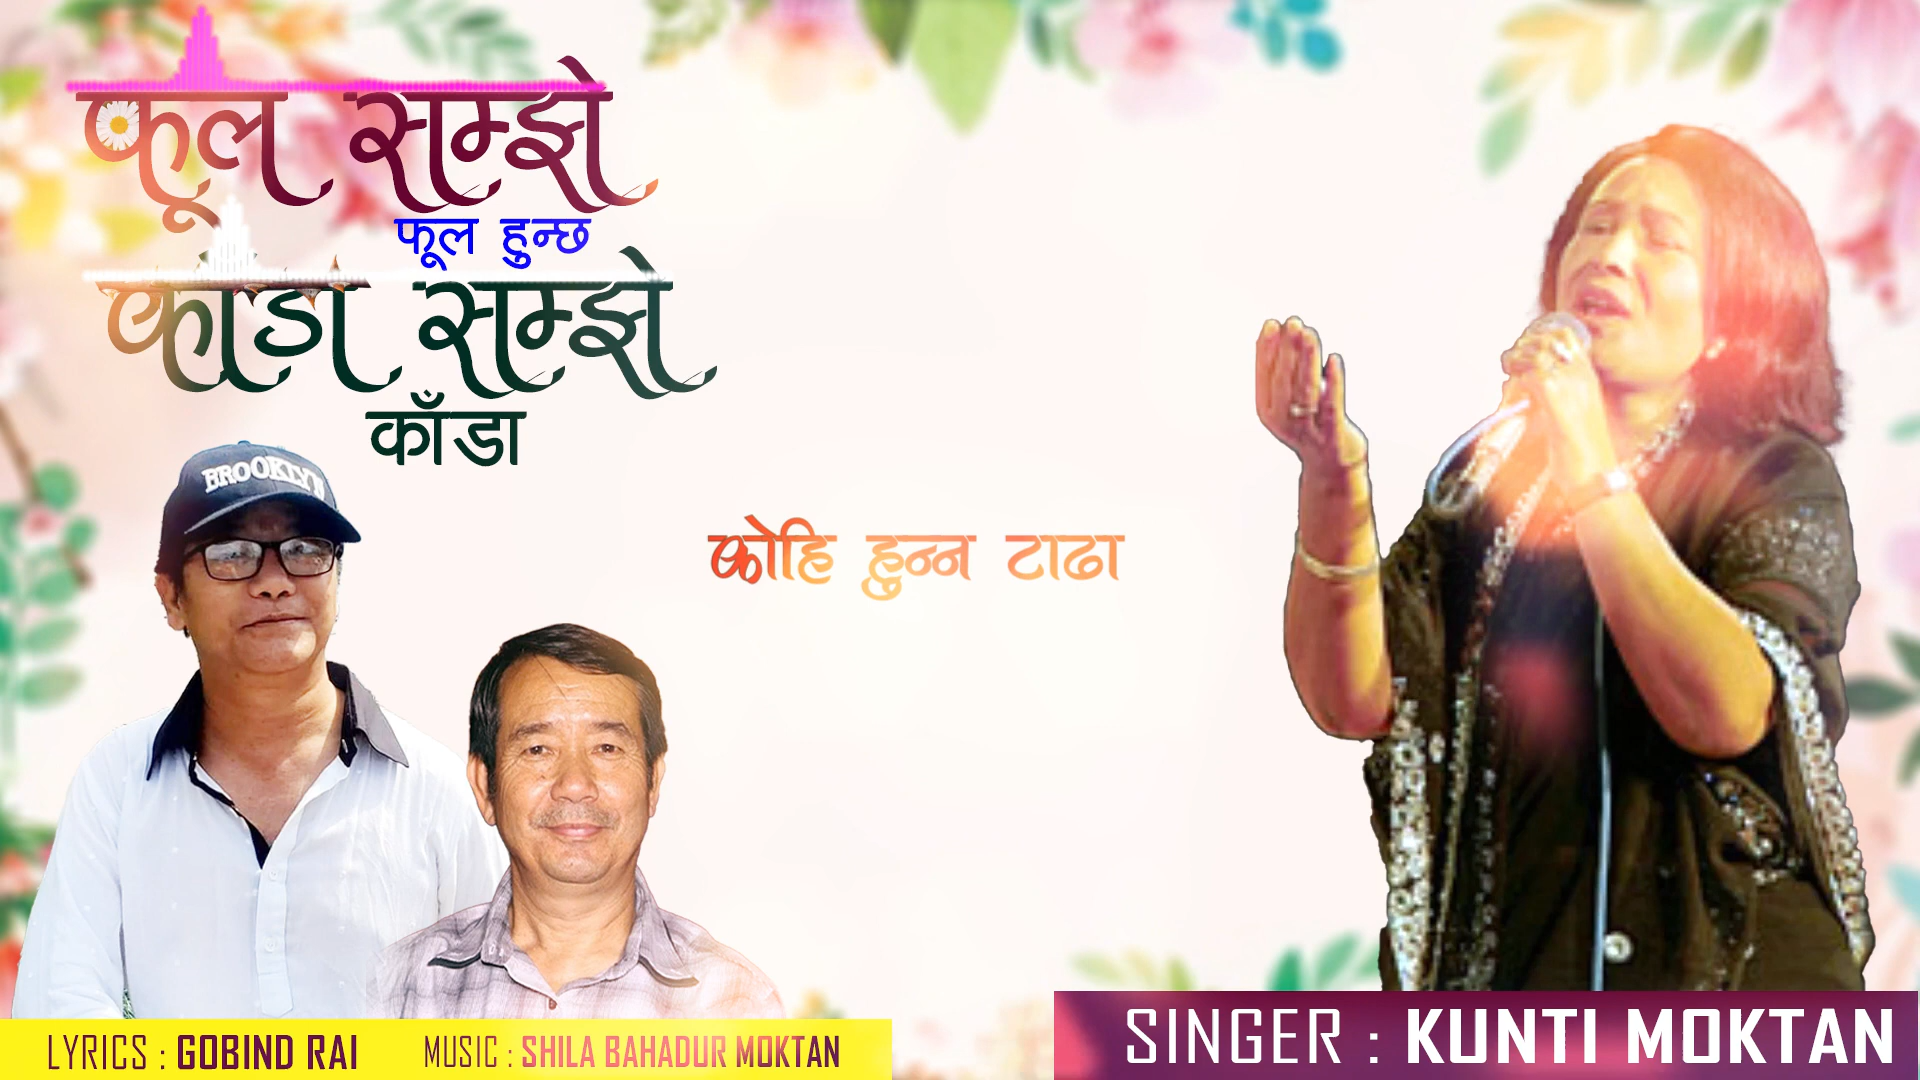 फूल सम्झे
फूल हुन्छ
काँडा सम्झे
काँडा
BROOKLYN
कोहि हुन्न टाढा
LYRICS : GOBIND RAI
MUSIC : SHILA BAHADUR MOKTAN
SINGER : KUNTI MOKTAN